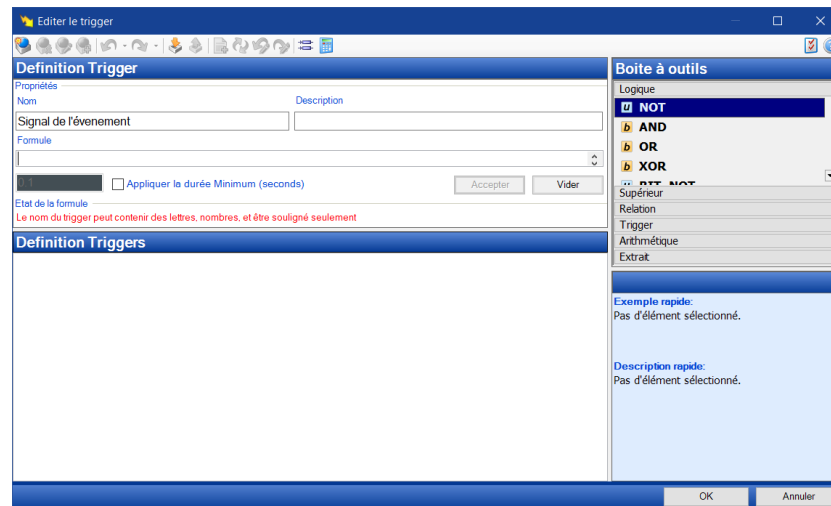 Editer le trigger
Definition Trigger
Propriétés
Nom
Description
Signal de l'évenement
Formule
0.1
Appliquer la durée Minimum (seconds)
Accepter
Vider
Etat de la formule
Le nom du trigger peut contenir des lettres, nombres, et être souligné seulement
Definition Triggers
Boite à outils
Logique
u NOT
b AND
b OR
b XOR
u BIT_NOT
Supérieur
Relation
Trigger
Arithmétique
Extrait
Exemple rapide:
Pas d'élément sélectionné.
Description rapide:
Pas d'élément sélectionné.
OK
Annuler